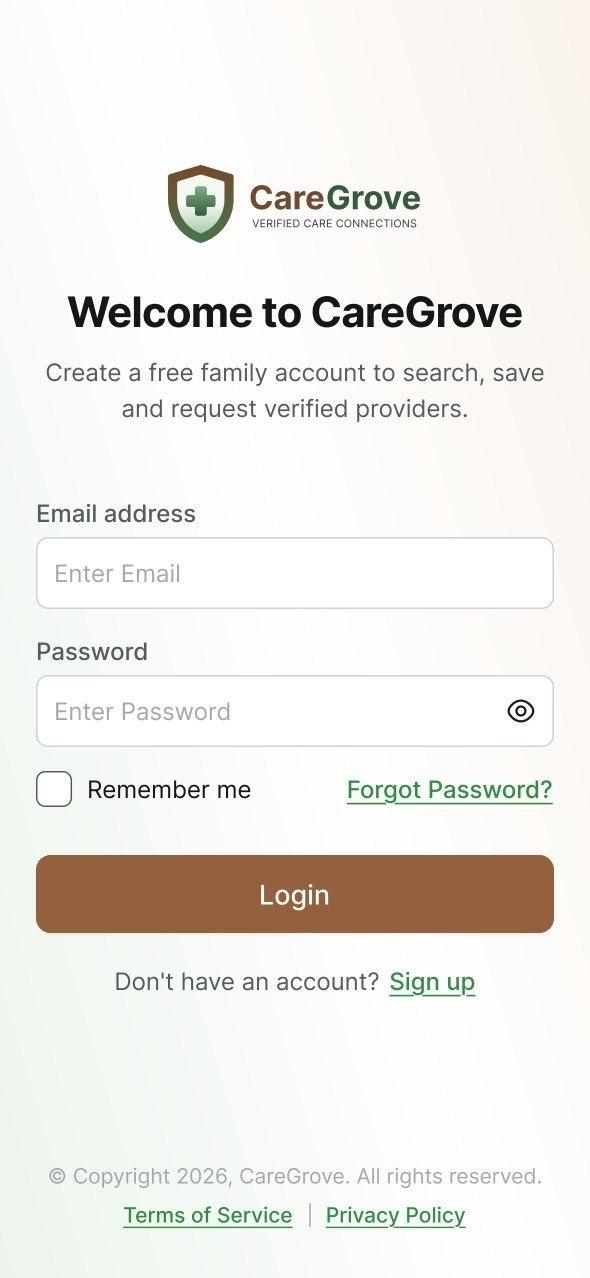 CareGrove
VERIFIED CARE CONNECTIONS
Welcome to CareGrove
Create a free family account to search, save
and request verified providers.
Email address
Enter Email
Password
Enter Password
Remember me Forgot Password?
Login
Don't have an account? Sign up
© Copyright 2026, CareGrove. All rights reserved.
Terms of Service | Privacy Policy